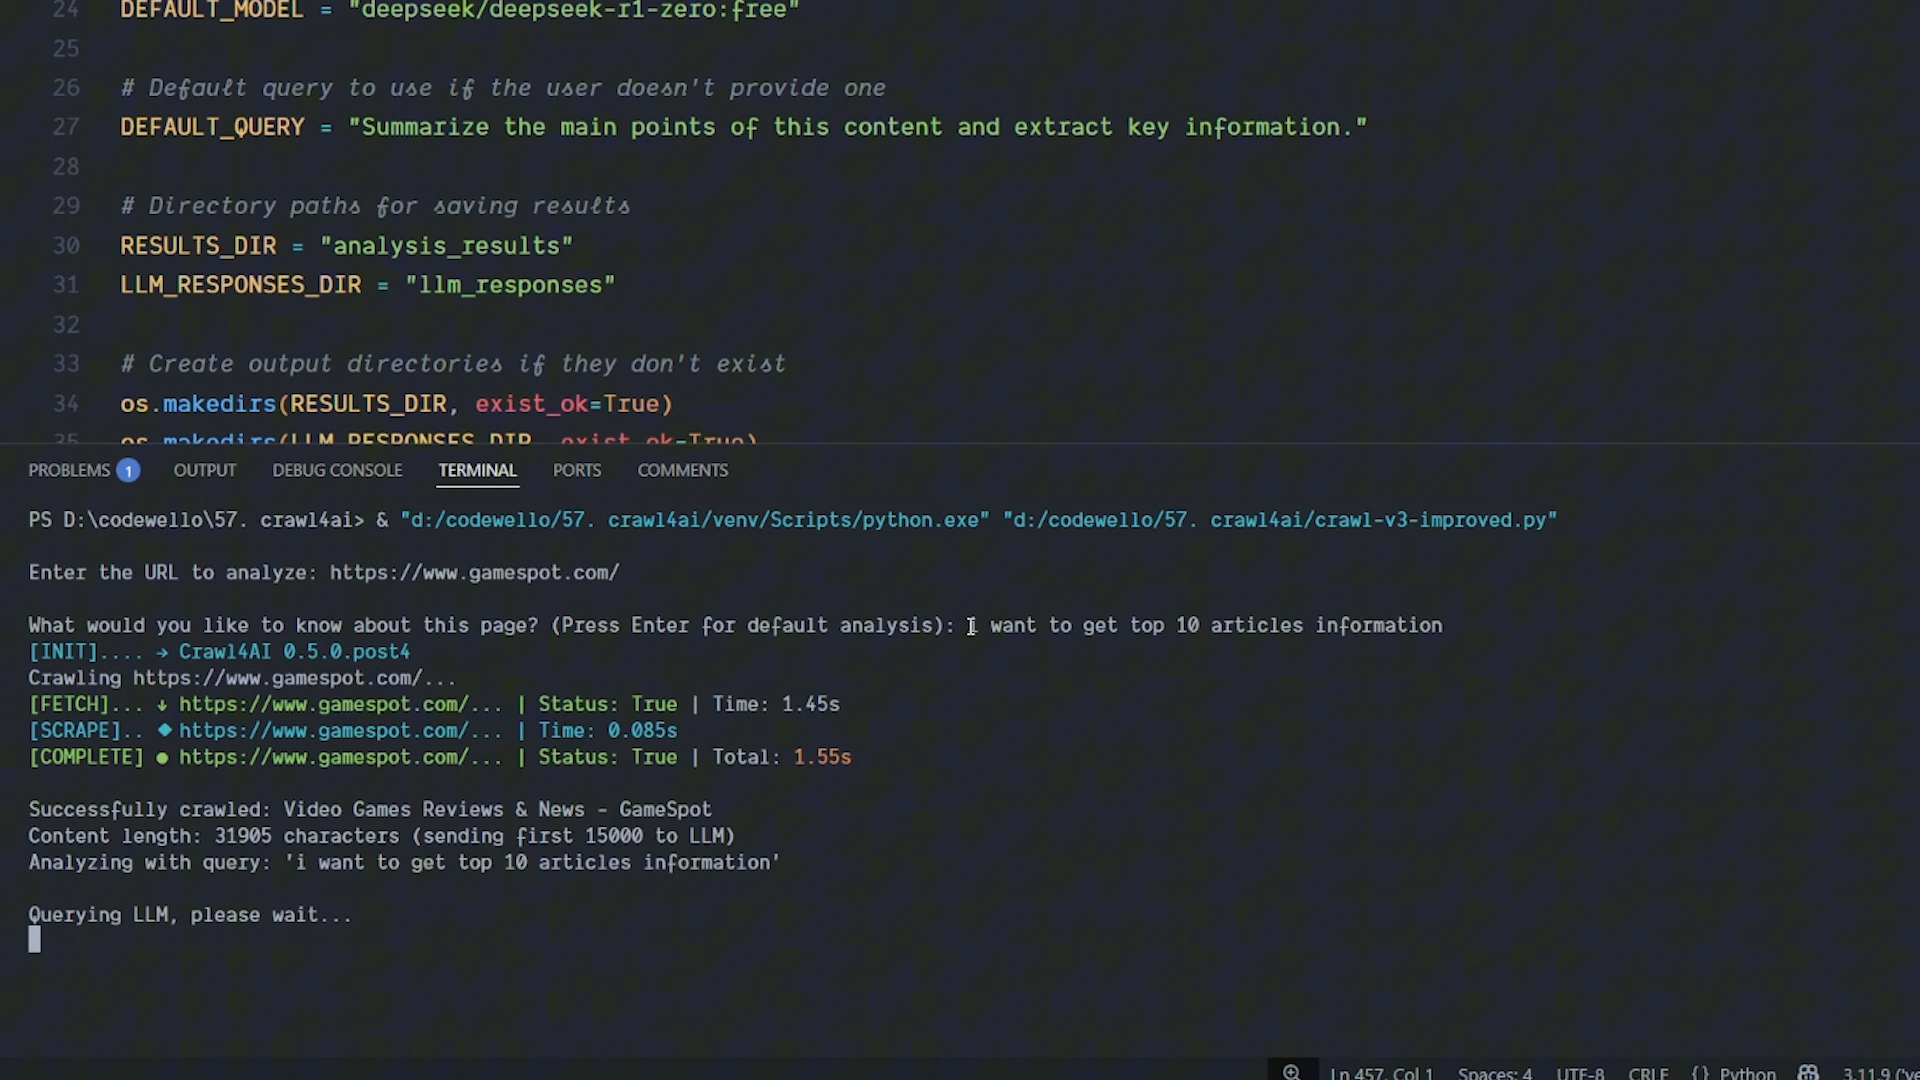 24 DEFAULT_MODEL = "deepseek/deepseek-r1-zero:free"
25
26 # Default query to use if the user doesn't provide one
27 DEFAULT_QUERY = "Summarize the main points of this content and extract key information."
28
29 # Directory paths for saving results
30 RESULTS_DIR = "analysis_results"
31 LLM_RESPONSES_DIR = "llm_responses"
32
33 # Create output directories if they don't exist
34 os.makedirs(RESULTS_DIR, exist_ok=True)
35 os.makedirs(LLM_RESPONSES_DIR, exist_ok=True)
PROBLEMS 1 OUTPUT DEBUG CONSOLE TERMINAL PORTS COMMENTS
PS D:\codewello\57. crawl4ai> & "d:/codewello/57. crawl4ai/venv/Scripts/python.exe" "d:/codewello/57. crawl4ai/crawl-v3-improved.py"
Enter the URL to analyze: https://www.gamespot.com/
What would you like to know about this page? (Press Enter for default analysis): i want to get top 10 articles information
[INIT].... → Crawl4AI 0.5.0.post4
Crawling https://www.gamespot.com/...
[FETCH]... ↓ https://www.gamespot.com/... | Status: True | Time: 1.45s
[SCRAPE].. ◆ https://www.gamespot.com/... | Time: 0.085s
[COMPLETE] ● https://www.gamespot.com/... | Status: True | Total: 1.55s
Successfully crawled: Video Games Reviews & News - GameSpot
Content length: 31905 characters (sending first 15000 to LLM)
Analyzing with query: 'i want to get top 10 articles information'
Querying LLM, please wait...
Ln 457, Col 1 Spaces: 4 UTF-8 CRLF {} Python 3.11.9 ('ve